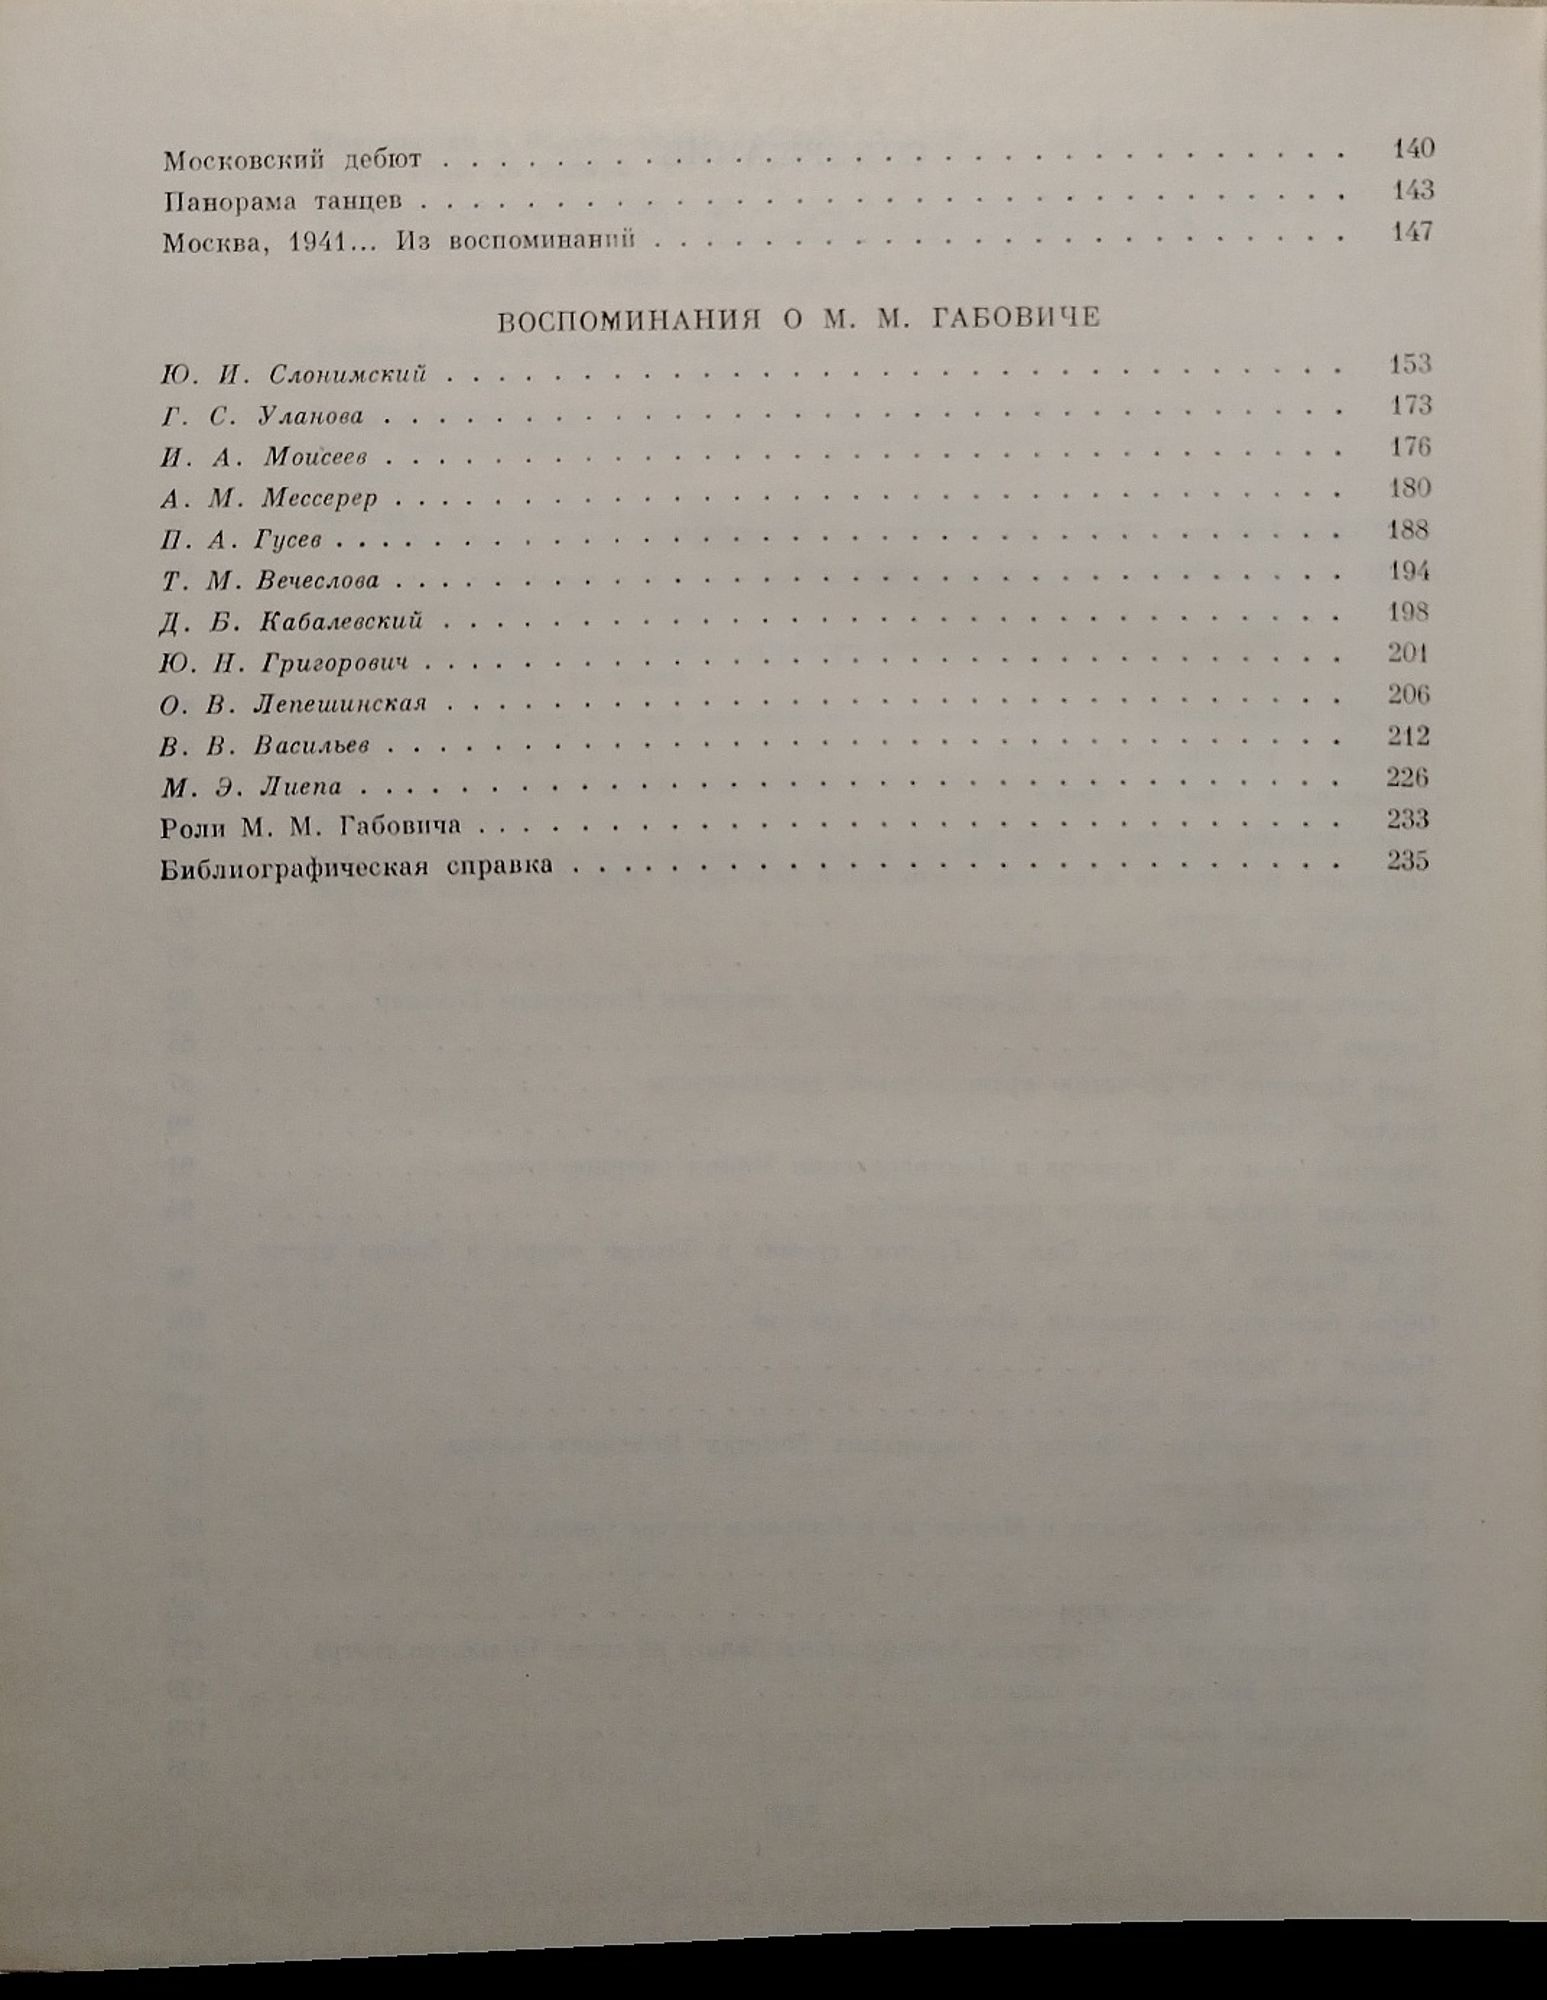 Московский дебют . . . . . . . . . . . . . . . . . . . . . . . . . . . . . . . . 140
Панорама танцев . . . . . . . . . . . . . . . . . . . . . . . . . . . . . . . . 143
Москва, 1941... Из воспоминаний . . . . . . . . . . . . . . . . . . . . . . . . 147
ВОСПОМИНАНИЯ О М. М. ГАБОВИЧЕ
Ю. И. Слонимский . . . . . . . . . . . . . . . . . . . . . . . . . . . . . . . . 153
Г. С. Уланова . . . . . . . . . . . . . . . . . . . . . . . . . . . . . . . . . . 173
И. А. Моисеев . . . . . . . . . . . . . . . . . . . . . . . . . . . . . . . . . . 176
А. М. Мессерер . . . . . . . . . . . . . . . . . . . . . . . . . . . . . . . . . 180
П. А. Гусев . . . . . . . . . . . . . . . . . . . . . . . . . . . . . . . . . . . 188
Т. М. Вечеслова . . . . . . . . . . . . . . . . . . . . . . . . . . . . . . . . . 194
Д. Б. Кабалевский . . . . . . . . . . . . . . . . . . . . . . . . . . . . . . . . 198
Ю. Н. Григорович . . . . . . . . . . . . . . . . . . . . . . . . . . . . . . . . 201
О. В. Лепешинская . . . . . . . . . . . . . . . . . . . . . . . . . . . . . . . . 206
В. В. Васильев . . . . . . . . . . . . . . . . . . . . . . . . . . . . . . . . . 212
М. Э. Лиепа . . . . . . . . . . . . . . . . . . . . . . . . . . . . . . . . . . . 226
Роли М. М. Габовича . . . . . . . . . . . . . . . . . . . . . . . . . . . . . . . 233
Библиографическая справка . . . . . . . . . . . . . . . . . . . . . . . . . . . 235